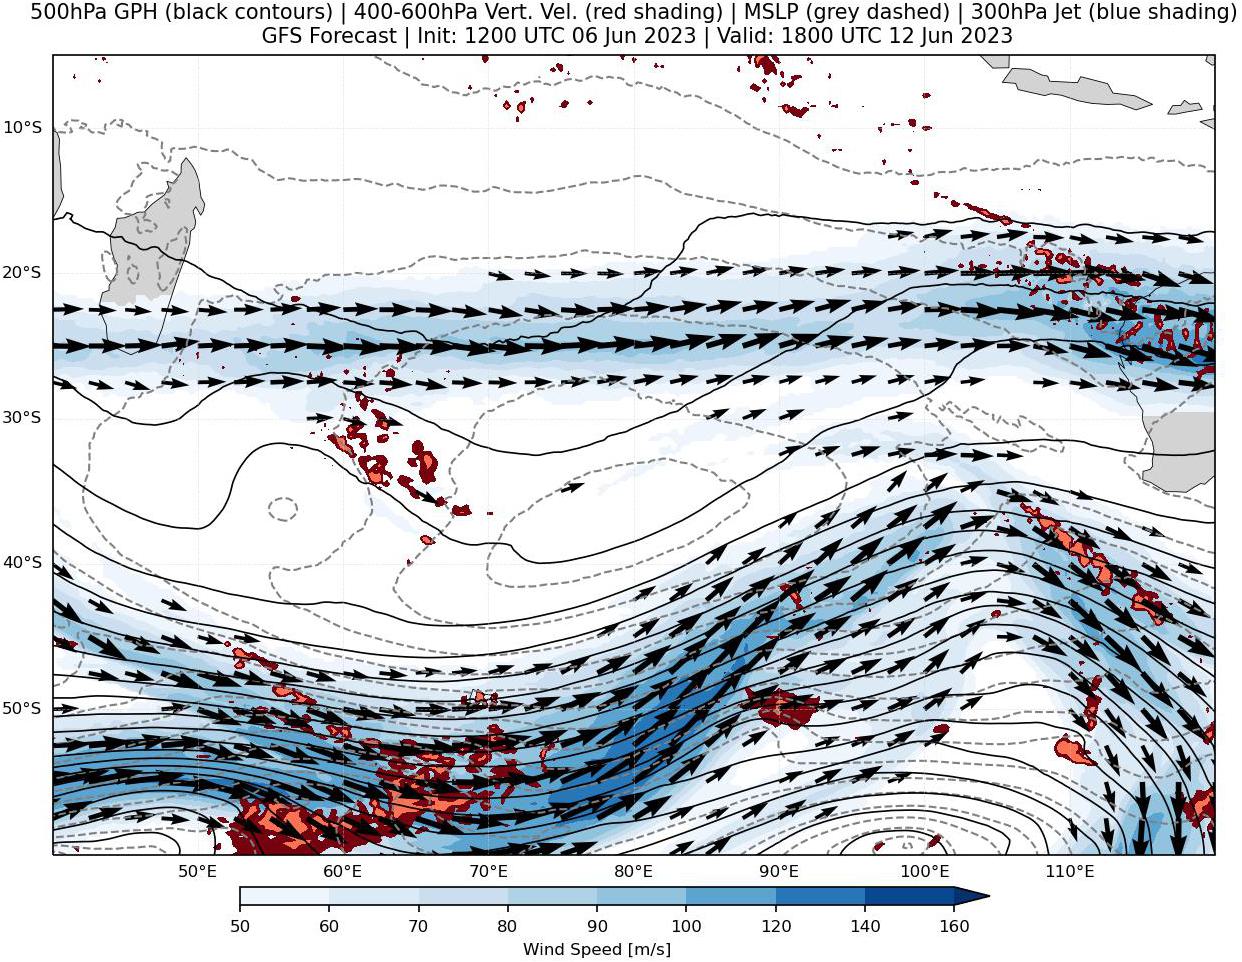 500hPa GPH (black contours) | 400-600hPa Vert. Vel. (red shading) | MSLP (grey dashed) | 300hPa Jet (blue shading)
GFS Forecast | Init: 1200 UTC 06 Jun 2023 | Valid: 1800 UTC 12 Jun 2023
10°S
20°S
30°S
40°S
50°S
50°E 60°E 70°E 80°E 90°E 100°E 110°E
50 60 70 80 90 100 120 140 160
Wind Speed [m/s]